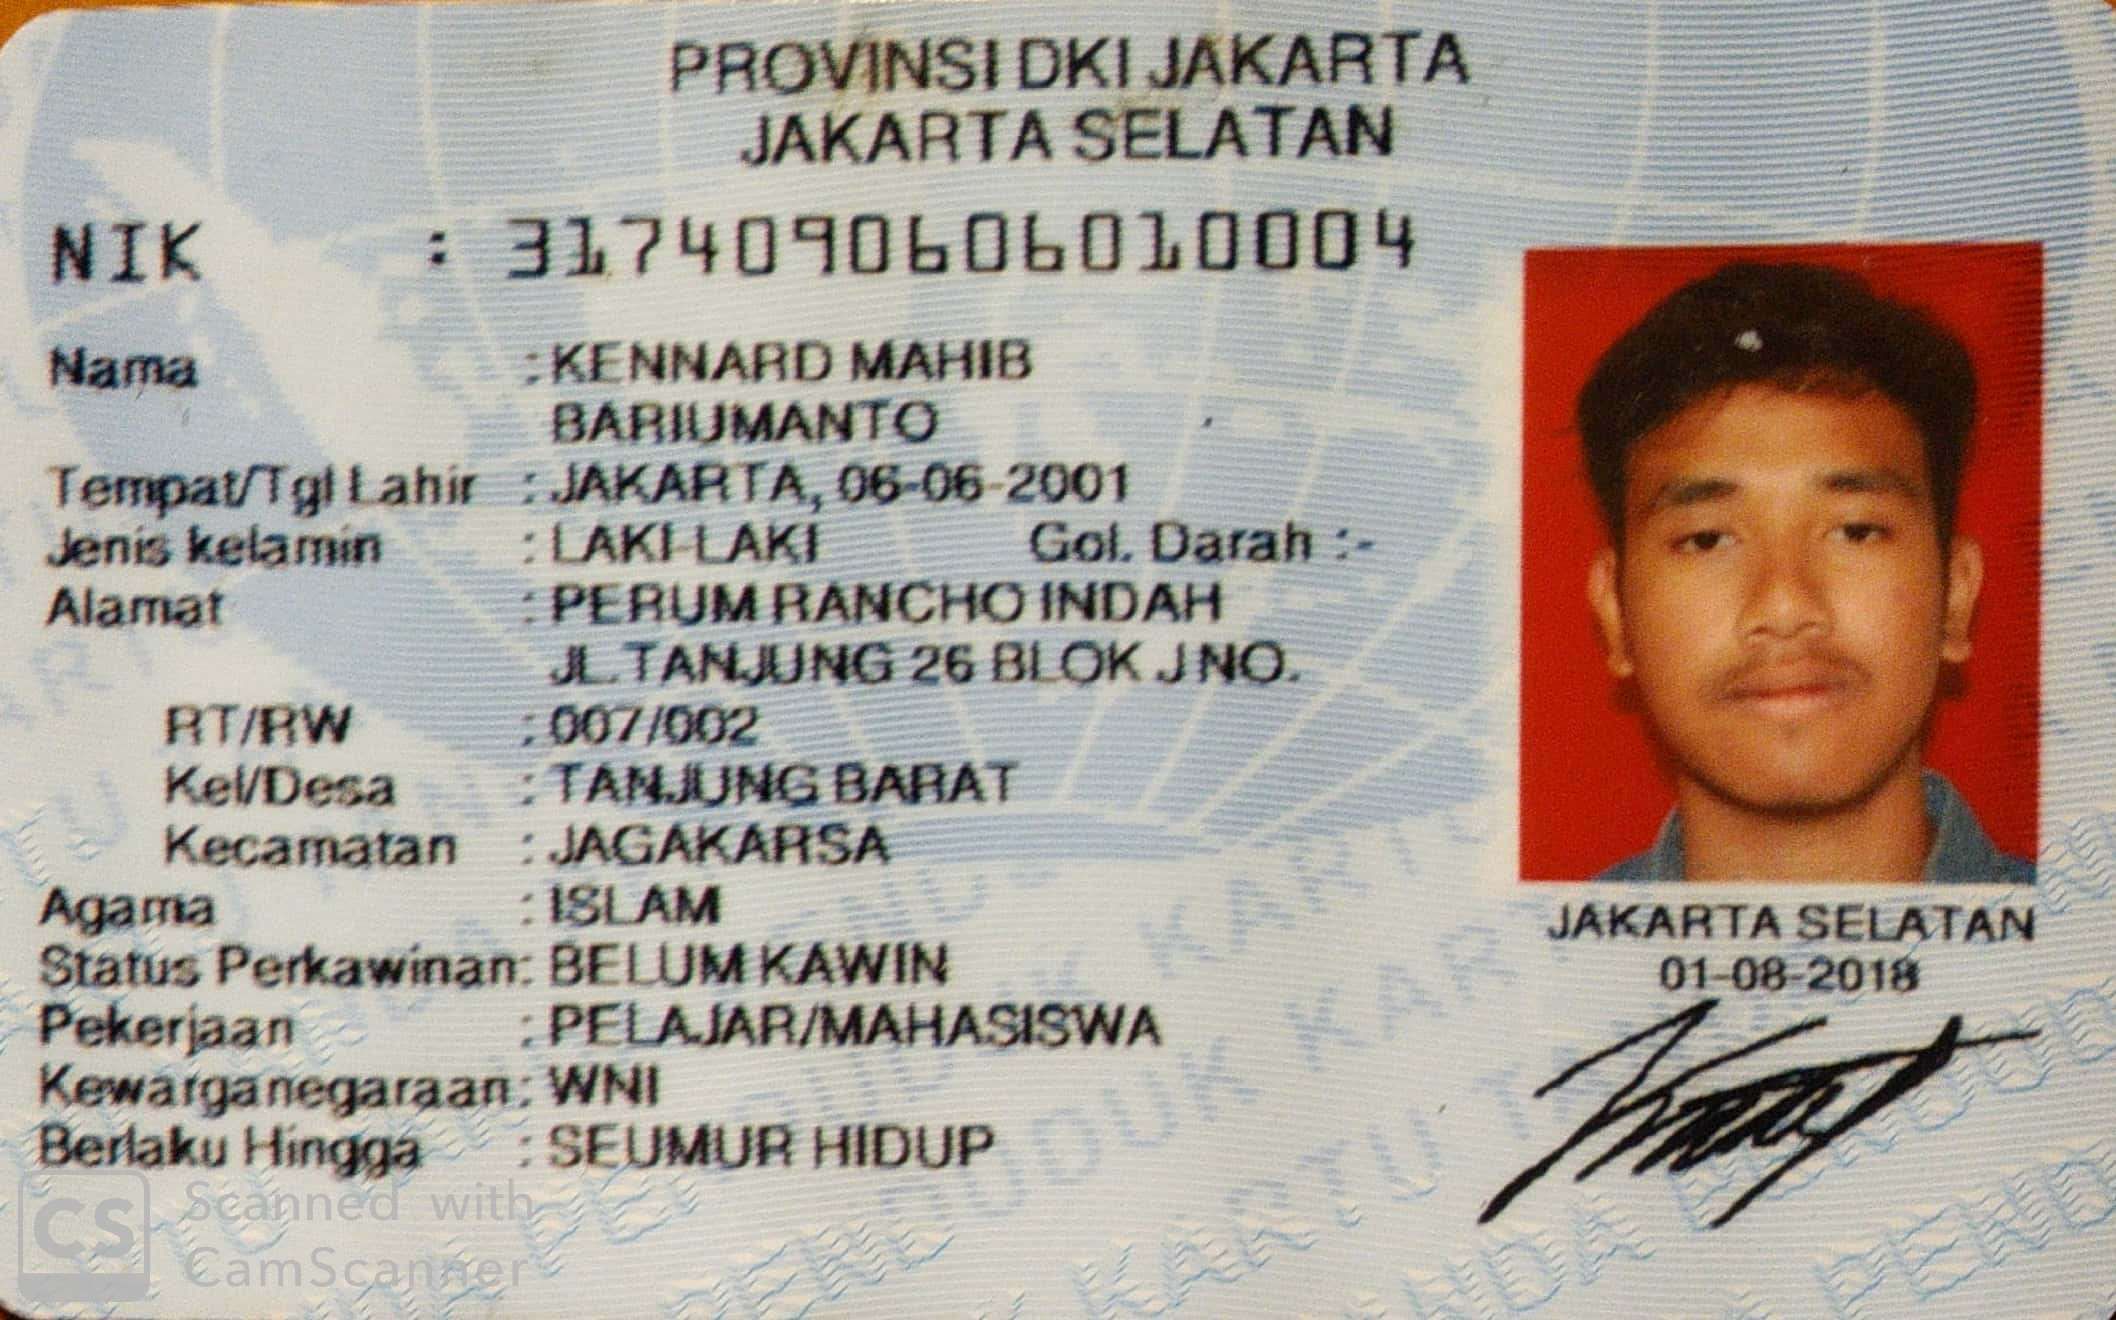 PROVINSI DKI JAKARTA
JAKARTA SELATAN
NIK : 3174090606010004
Nama : KENNARD MAHIB
BARIUMANTO
Tempat/Tgl Lahir : JAKARTA, 06-06-2001
Jenis kelamin : LAKI-LAKI Gol. Darah :-
Alamat : PERUM RANCHO INDAH
JL.TANJUNG 26 BLOK J NO.
RT/RW : 007/002
Kel/Desa : TANJUNG BARAT
Kecamatan : JAGAKARSA
Agama : ISLAM
Status Perkawinan: BELUM KAWIN
Pekerjaan : PELAJAR/MAHASISWA
Kewarganegaraan: WNI
Berlaku Hingga : SEUMUR HIDUP
JAKARTA SELATAN
01-08-2018
CS Scanned with
CamScanner